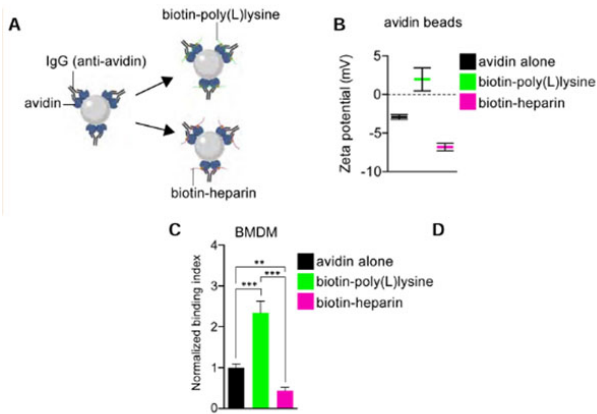 A
biotin-poly(L)lysine
IgG (anti-avidin)
avidin
biotin-heparin
B
avidin beads
Zeta potential (mV)
5
0
-5
-10
avidin alone
biotin-poly(L)lysine
biotin-heparin
C
BMDM
Normalized binding index
4
3
2
1
0
**
***
***
avidin alone
biotin-poly(L)lysine
biotin-heparin
D